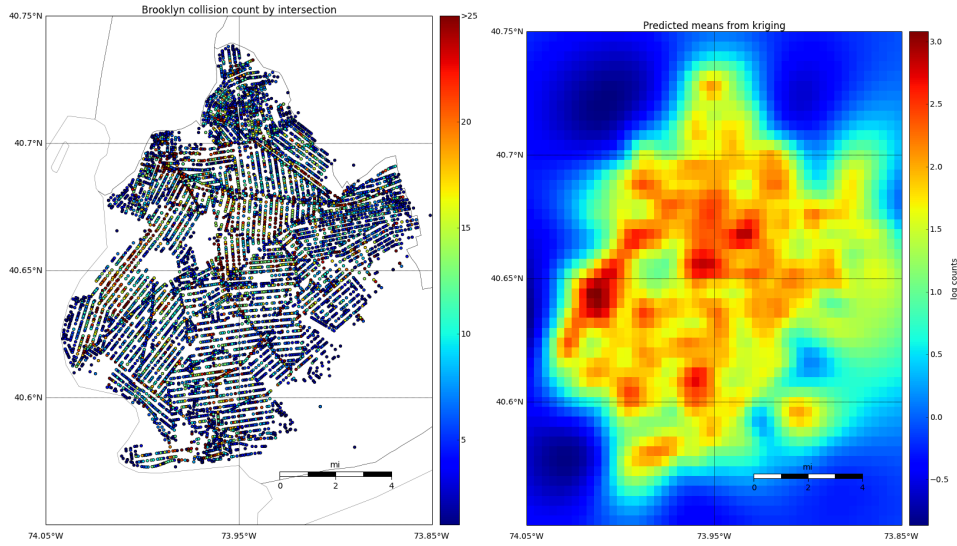 Brooklyn collision count by intersection
40.75°N
40.7°N
40.65°N
40.6°N
74.05°W
73.95°W
73.85°W
mi
0
2
4
>25
20
15
10
5
Predicted means from kriging
40.75°N
40.7°N
40.65°N
40.6°N
74.05°W
73.95°W
73.85°W
mi
0
2
4
3.0
2.5
2.0
1.5
1.0
0.5
0.0
−0.5
log counts